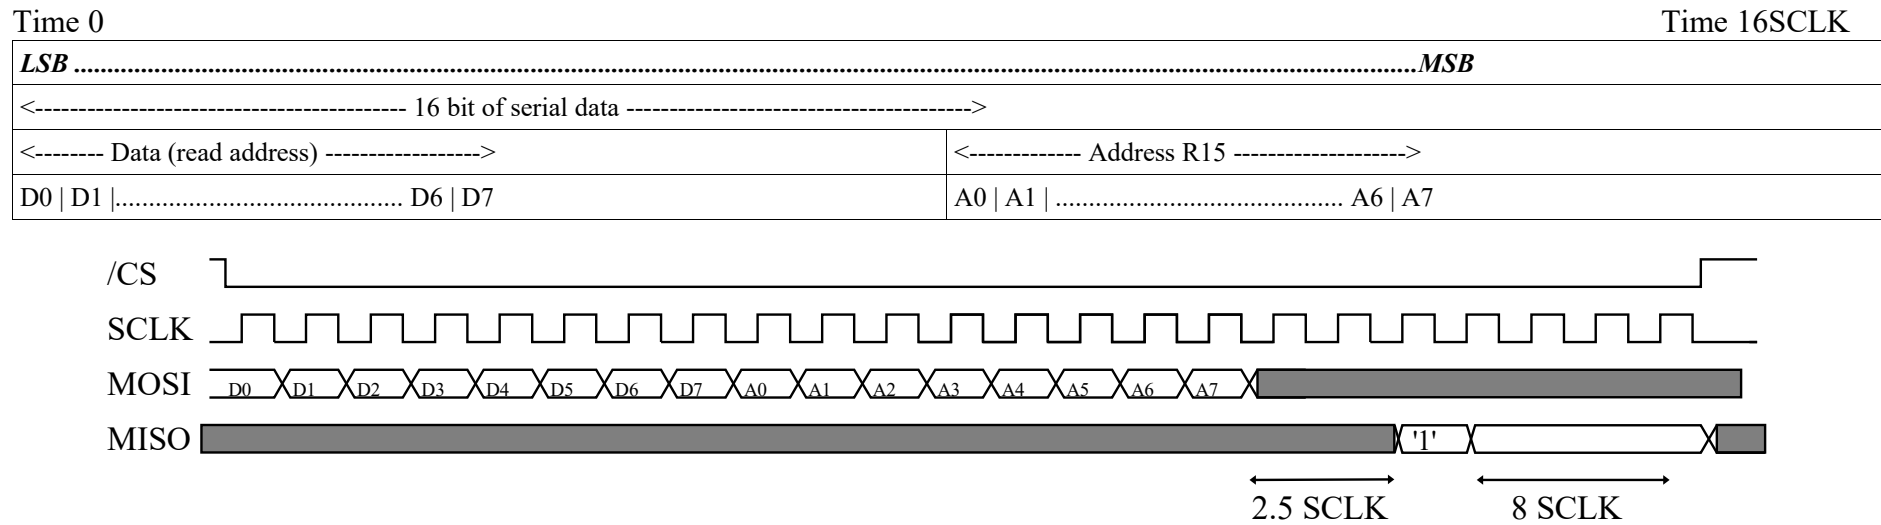 Time 0 Time 16SCLK
LSB ........................................................................................................................................................................................................MSB
<------------------------------------------- 16 bit of serial data --------------------------------------->
<-------- Data (read address) ------------------> <------------- Address R15 -------------------->
D0 | D1 |........................................... D6 | D7 A0 | A1 | ........................................... A6 | A7
/CS
SCLK
MOSI D0 D1 D2 D3 D4 D5 D6 D7 A0 A1 A2 A3 A4 A5 A6 A7
MISO '1'
2.5 SCLK 8 SCLK